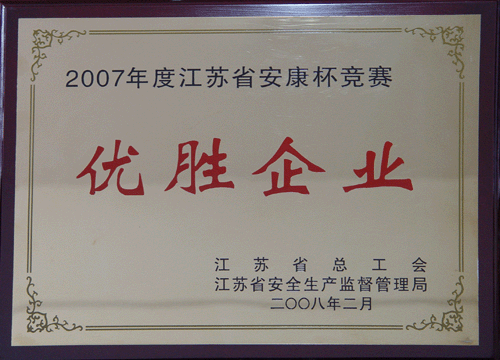 2007年度江苏省安康杯竞赛
优胜企业
江苏省总工会
江苏省安全生产监督管理局
二〇〇八年二月